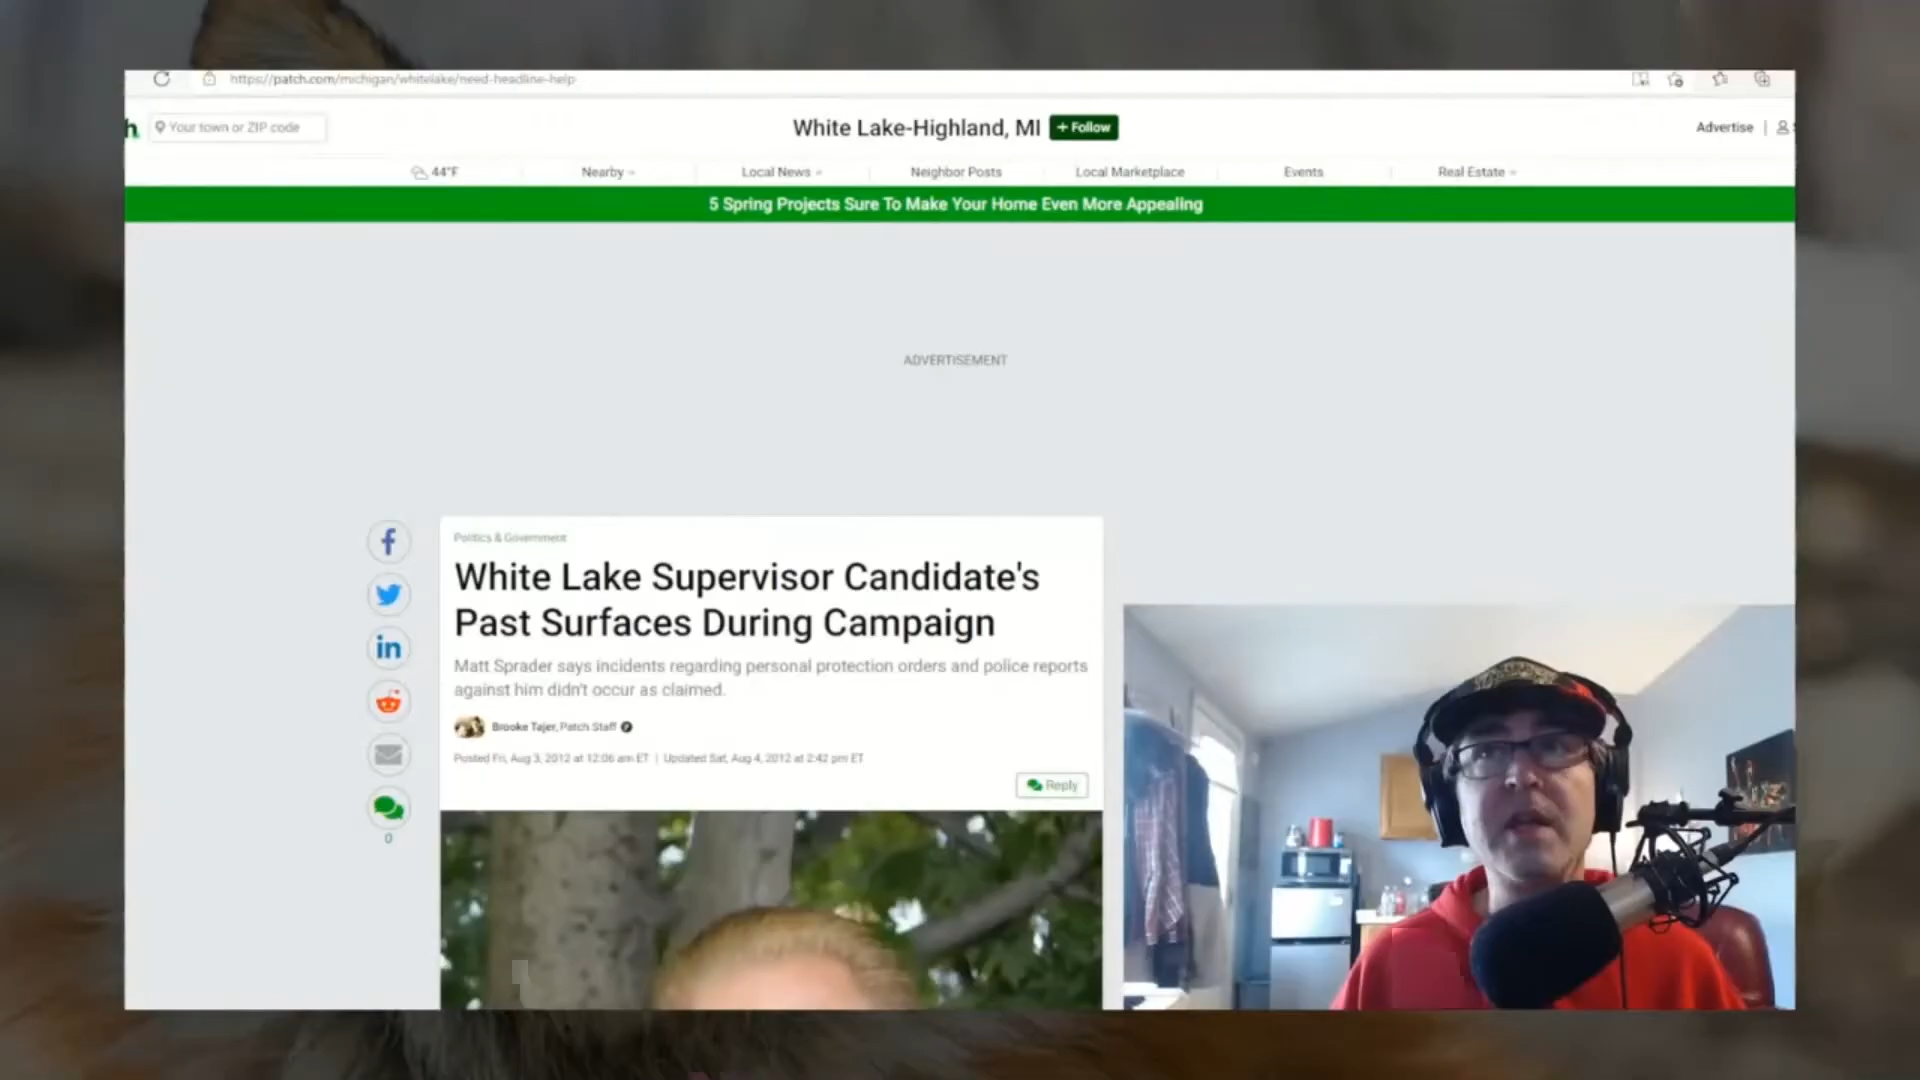 https://patch.com/michigan/whitelake/need-headline-help
h
Your town or ZIP code
White Lake-Highland, MI
+ Follow
Advertise
44°F
Nearby
Local News
Neighbor Posts
Local Marketplace
Events
Real Estate
5 Spring Projects Sure To Make Your Home Even More Appealing
ADVERTISEMENT
Politics & Government
White Lake Supervisor Candidate's
Past Surfaces During Campaign
Matt Sprader says incidents regarding personal protection orders and police reports
against him didn't occur as claimed.
Brooke Tajer, Patch Staff
Posted Fri, Aug 3, 2012 at 12:06 am ET | Updated Sat, Aug 4, 2012 at 2:42 pm ET
Reply
f
in
0